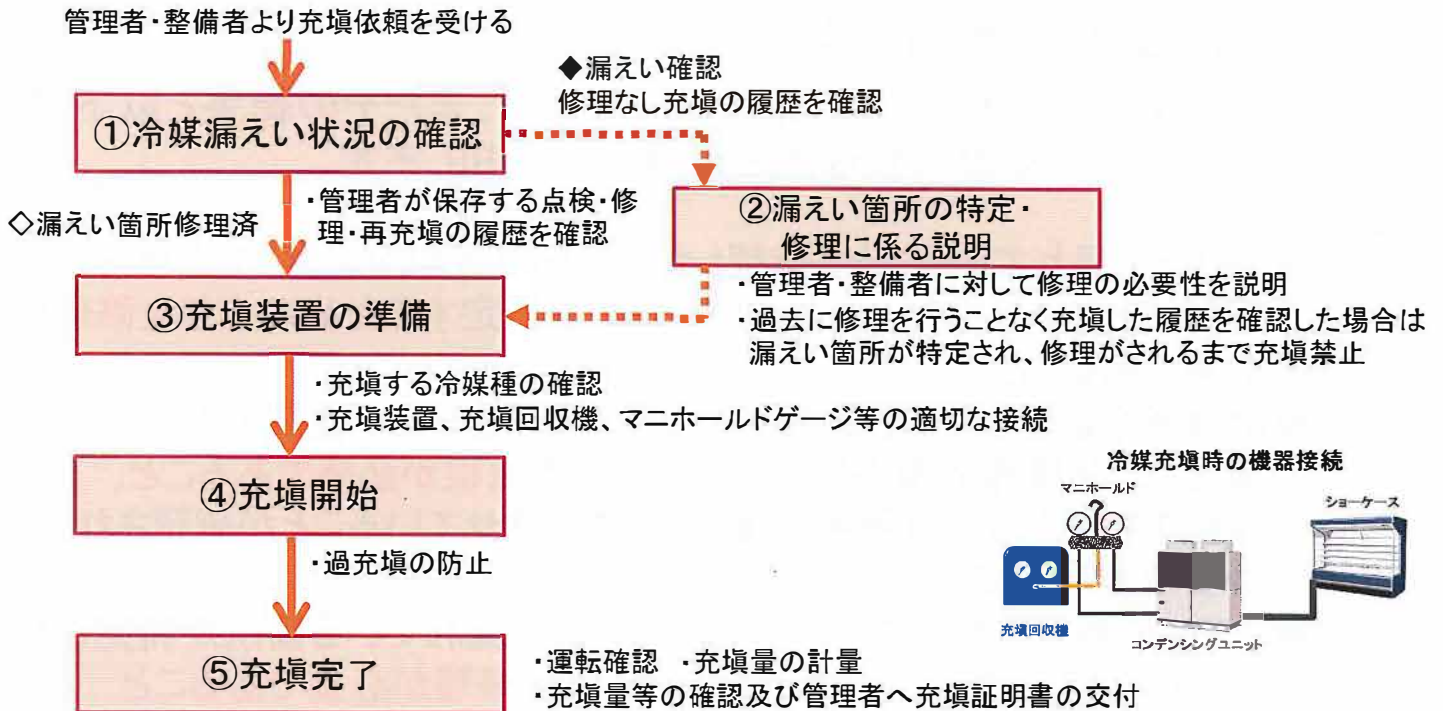 管理者・整備者より充塡依頼を受ける
◆漏えい確認
修理なし充塡の履歴を確認
①冷媒漏えい状況の確認
◇漏えい箇所修理済
・管理者が保存する点検・修
理・再充塡の履歴を確認
②漏えい箇所の特定・
修理に係る説明
・管理者・整備者に対して修理の必要性を説明
・過去に修理を行うことなく充塡した履歴を確認した場合は
漏えい箇所が特定され、修理がされるまで充塡禁止
③充塡装置の準備
・充塡する冷媒種の確認
・充塡装置、充塡回収機、マニホールドゲージ等の適切な接続
④充塡開始
・過充塡の防止
冷媒充塡時の機器接続
マニホールド
ショーケース
充塡回収機
コンデンシングユニット
⑤充塡完了
・運転確認 ・充塡量の計量
・充塡量等の確認及び管理者へ充塡証明書の交付